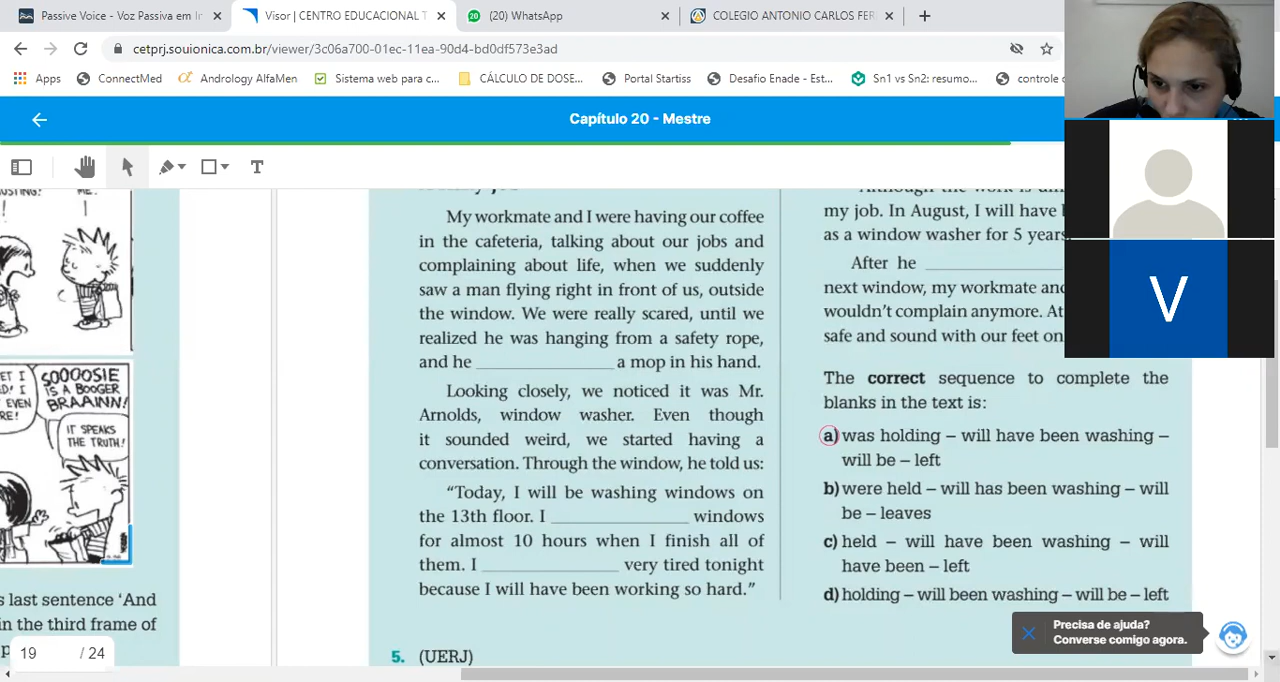 Passive Voice - Voz Passiva em In
Visor | CENTRO EDUCACIONAL T
(20) WhatsApp
COLEGIO ANTONIO CARLOS FER
cetprj.souionica.com.br/viewer/3c06a700-01ec-11ea-90d4-bd0df573e3ad
Apps
ConnectMed
Andrology AlfaMen
Sistema web para c...
CÁLCULO DE DOSE...
Portal Startiss
Desafio Enade - Est...
Sn1 vs Sn2: resumo...
controle
Capítulo 20 - Mestre
T
ME.
SOOOOSIE
IS A BOOGER
BRAAINN!
IT SPEAKS
THE TRUTH!
EVEN
s last sentence ‘And
in the third frame of
19 / 24
My workmate and I were having our coffee
in the cafeteria, talking about our jobs and
complaining about life, when we suddenly
saw a man flying right in front of us, outside
the window. We were really scared, until we
realized he was hanging from a safety rope,
and he ____________ a mop in his hand.
Looking closely, we noticed it was Mr.
Arnolds, window washer. Even though
it sounded weird, we started having a
conversation. Through the window, he told us:
“Today, I will be washing windows on
the 13th floor. I ____________ windows
for almost 10 hours when I finish all of
them. I ____________ very tired tonight
because I will have been working so hard.”
5. (UERJ)
Although the work is
my job. In August, I will have
as a window washer for 5 years.
After he ____________
next window, my workmate and
wouldn’t complain anymore. At
safe and sound with our feet on
The correct sequence to complete the
blanks in the text is:
a) was holding – will have been washing –
will be – left
b) were held – will has been washing – will
be – leaves
c) held – will have been washing – will
have been – left
d) holding – will been washing – will be – left
V
Precisa de ajuda?
Converse comigo agora.